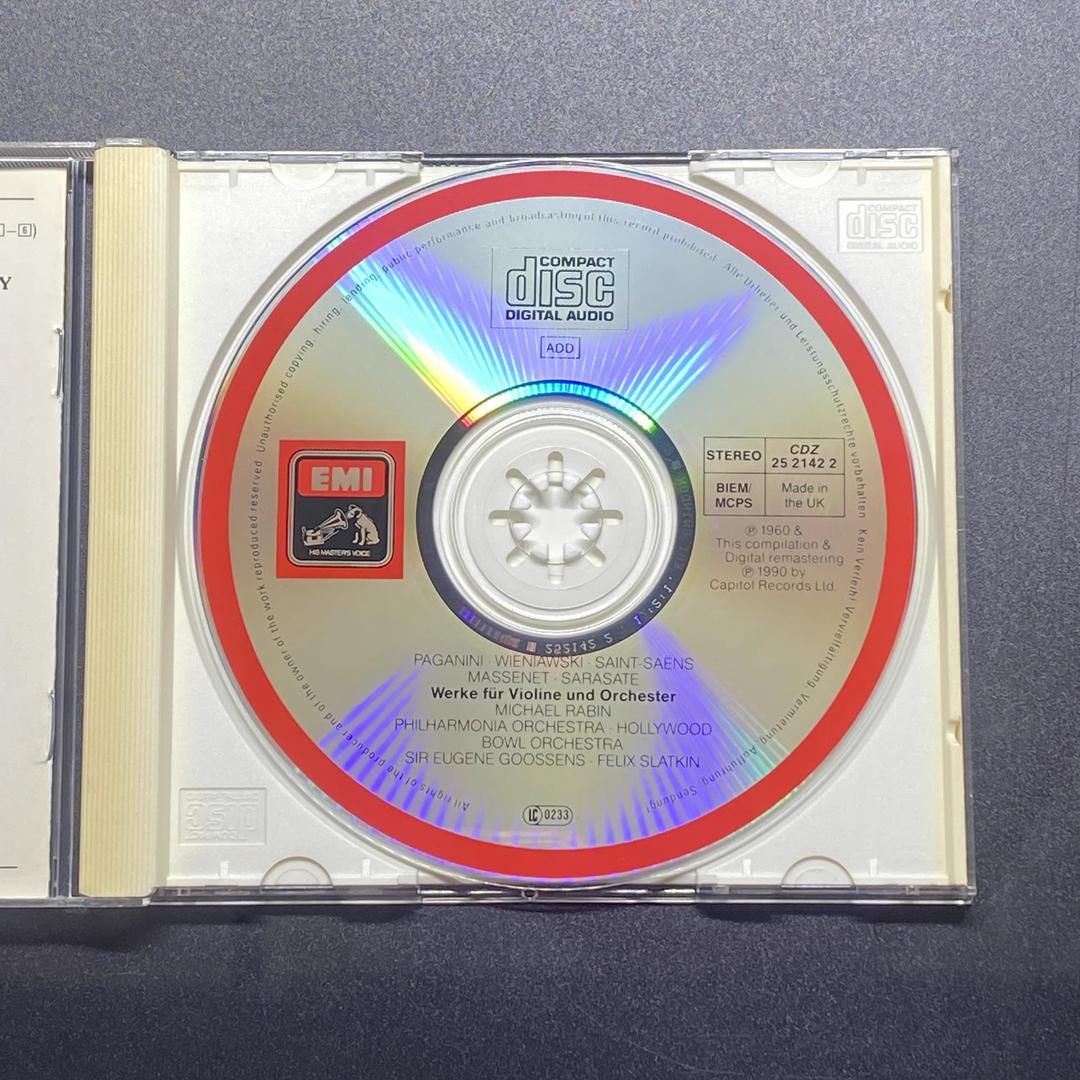 –6)
Y
COMPACT
disc
DIGITAL AUDIO
COMPACT
disc
DIGITAL AUDIO
ADD
All rights of the producer and of the owner of the work reproduced reserved. Unauthorised copying, hiring, lending, public performance and broadcasting of this record prohibited. Alle Urheber und Leistungsschutzrechte vorbehalten. Kein Verleih! Vervielfältigung, Vermietung, Aufführung, Sendung!
EMI
HIS MASTER'S VOICE
STEREO
CDZ
25 2142 2
BIEM/
MCPS
Made in
the UK
℗ 1960 &
This compilation &
Digital remastering
℗ 1990 by
Capitol Records Ltd.
PAGANINI · WIENIAWSKI · SAINT-SAËNS
MASSENET · SARASATE
Werke für Violine und Orchester
MICHAEL RABIN
PHILHARMONIA ORCHESTRA · HOLLYWOOD
BOWL ORCHESTRA
SIR EUGENE GOOSSENS · FELIX SLATKIN
LC 0233